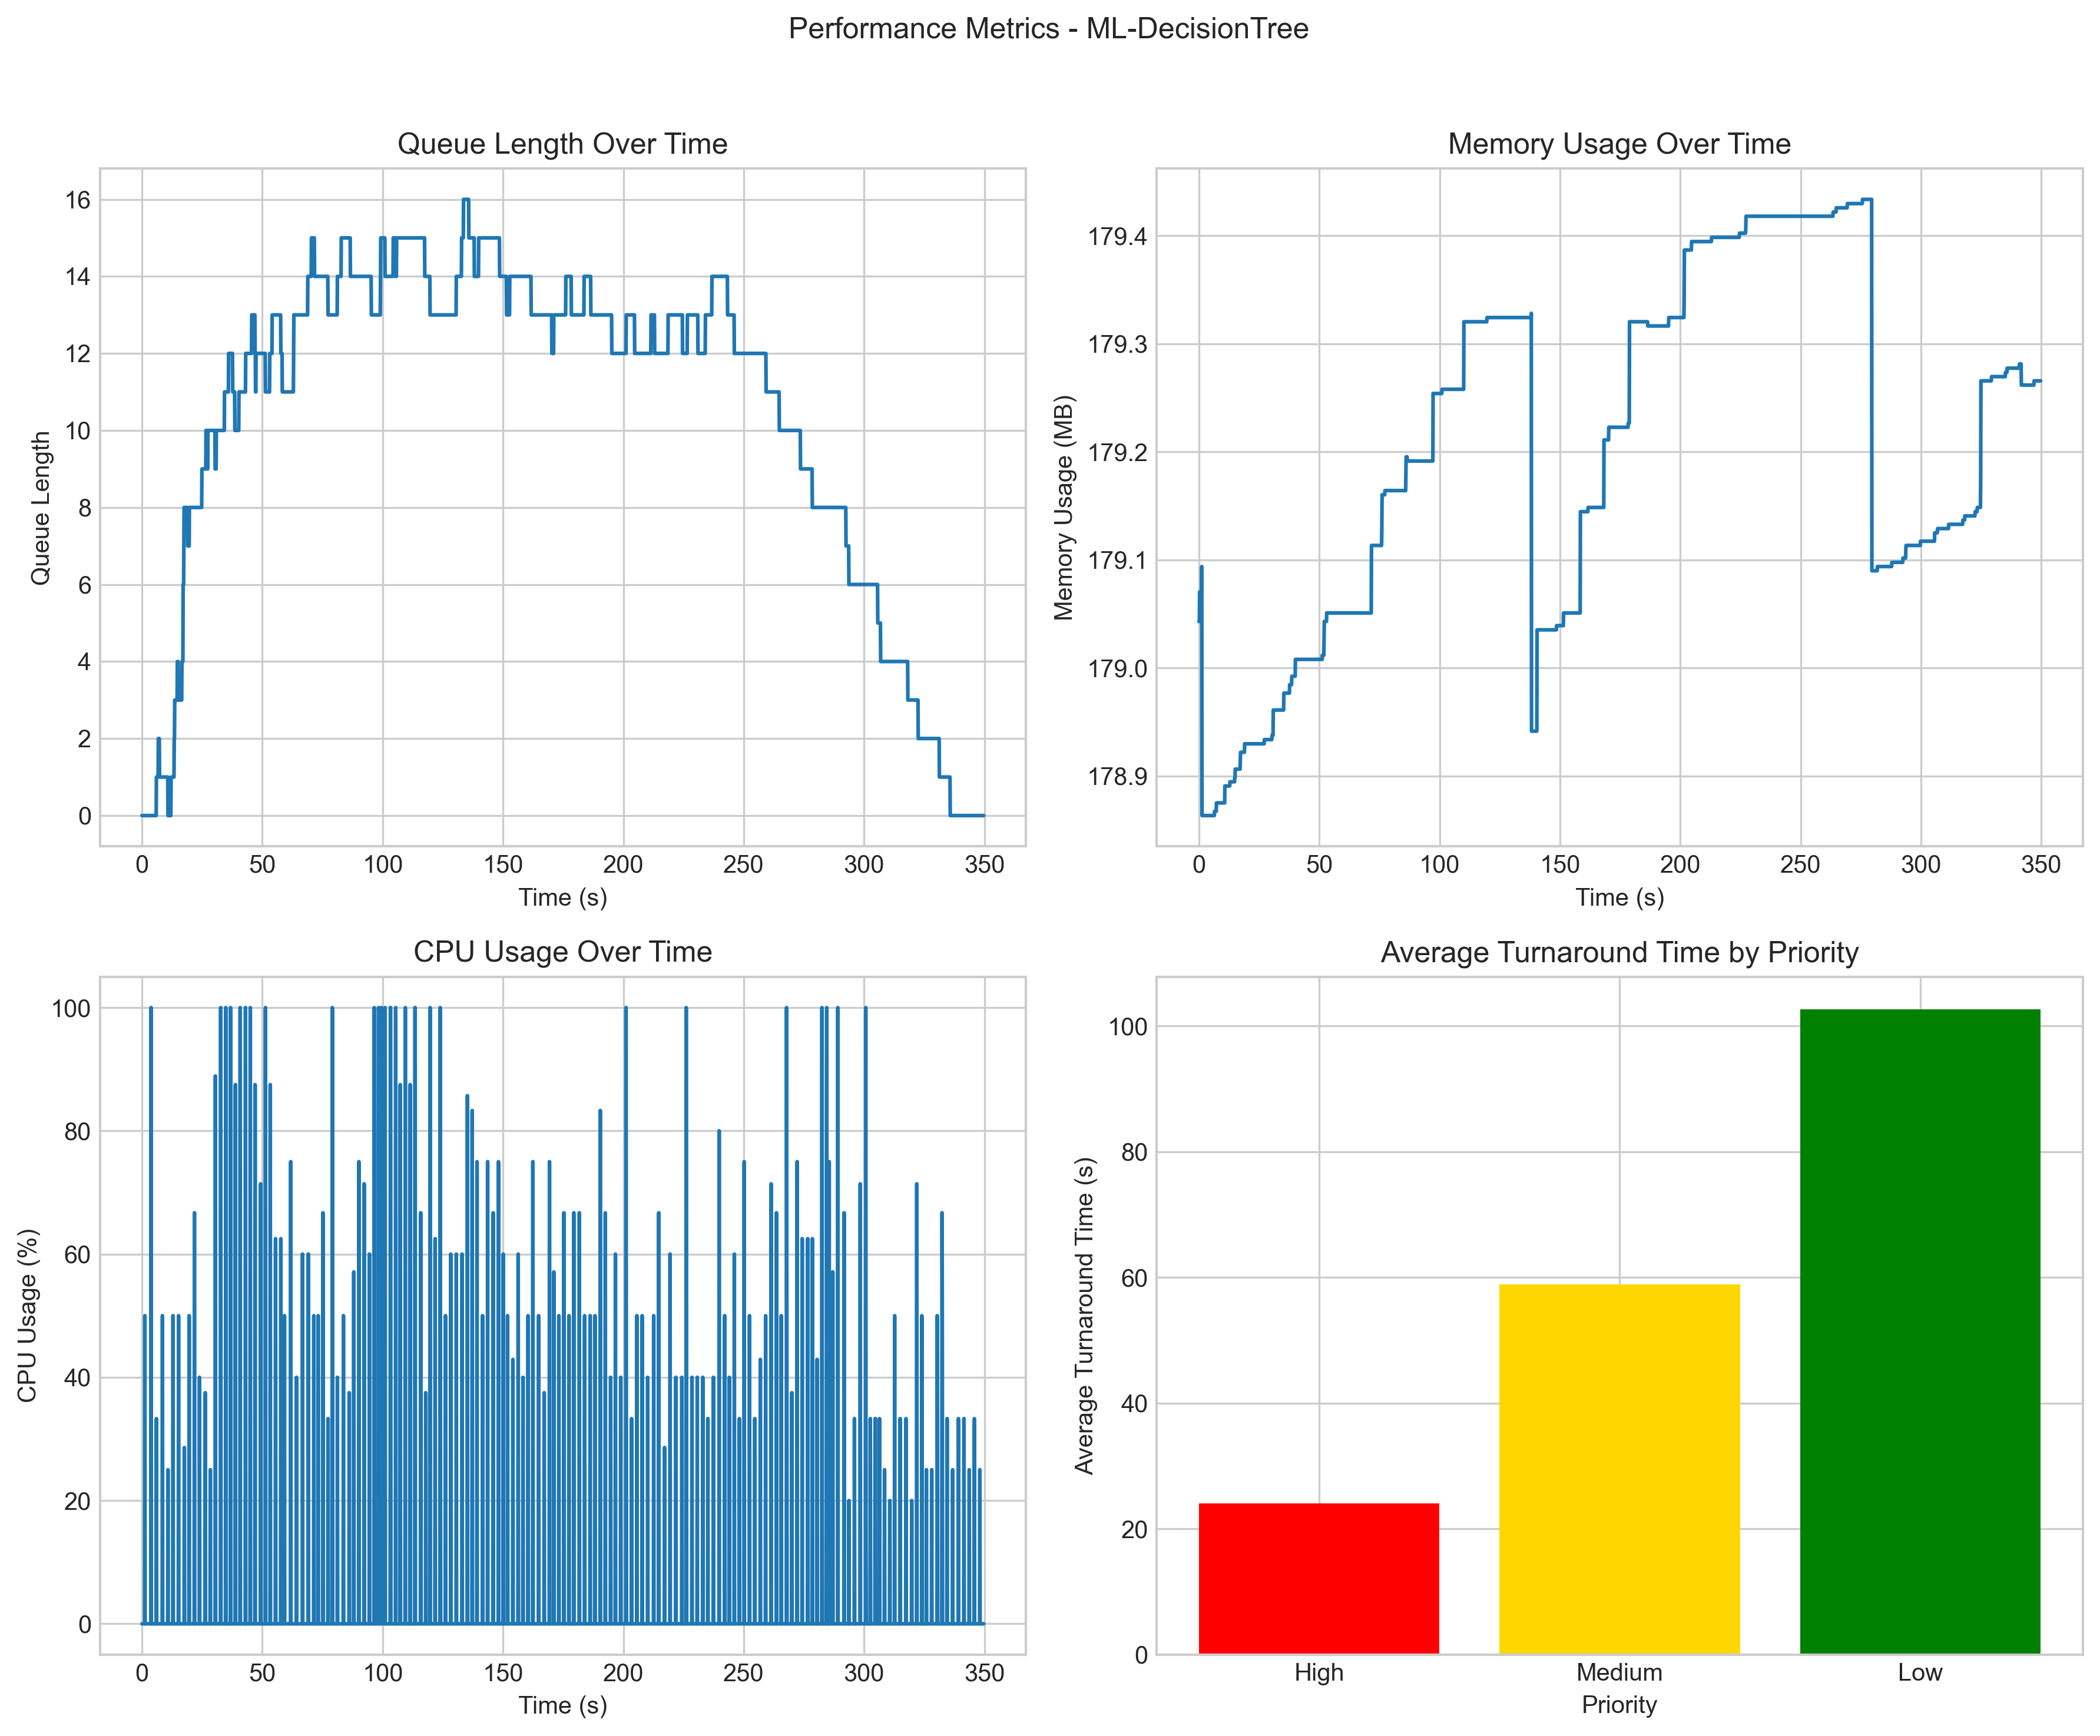 Performance Metrics - ML-DecisionTree
Queue Length Over Time
16
14
12
10
8
6
4
2
0
Queue Length
0 50 100 150 200 250 300 350
Time (s)
Memory Usage Over Time
179.4
179.3
179.2
179.1
179.0
178.9
Memory Usage (MB)
0 50 100 150 200 250 300 350
Time (s)
CPU Usage Over Time
100
80
60
40
20
0
CPU Usage (%)
0 50 100 150 200 250 300 350
Time (s)
Average Turnaround Time by Priority
100
80
60
40
20
0
Average Turnaround Time (s)
High Medium Low
Priority